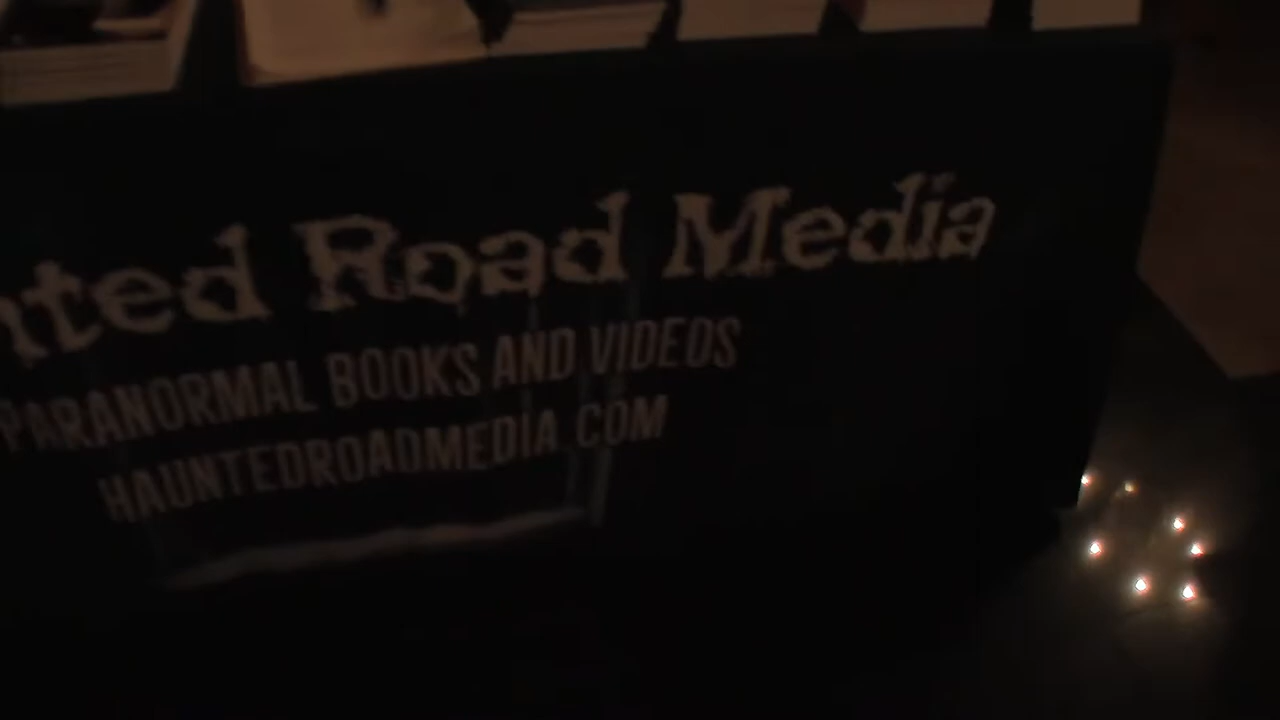 nted Road Media
PARANORMAL BOOKS AND VIDEOS
HAUNTEDROADMEDIA.COM